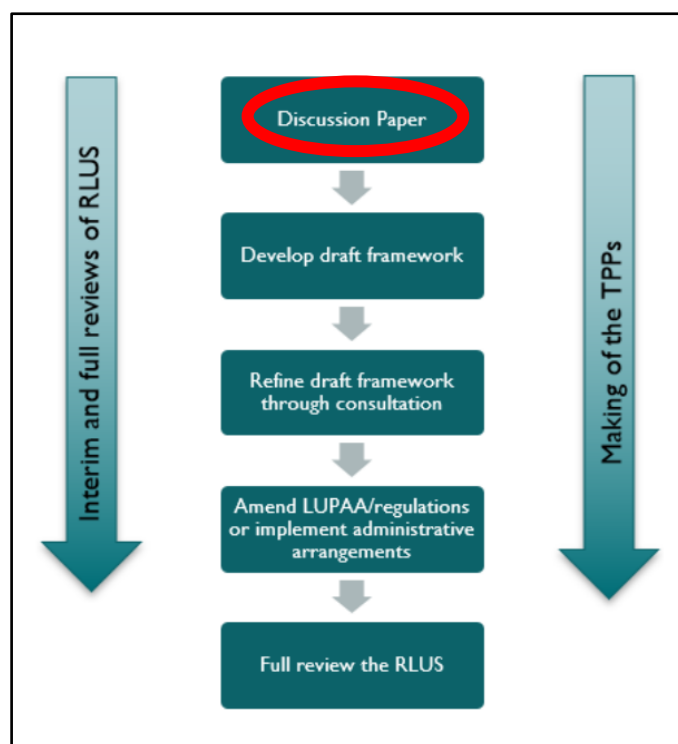 Interim and full reviews of RLUS
Discussion Paper
Develop draft framework
Refine draft framework
through consultation
Amend LUPAA/regulations
or implement administrative
arrangements
Full review the RLUS
Making of the TPPs